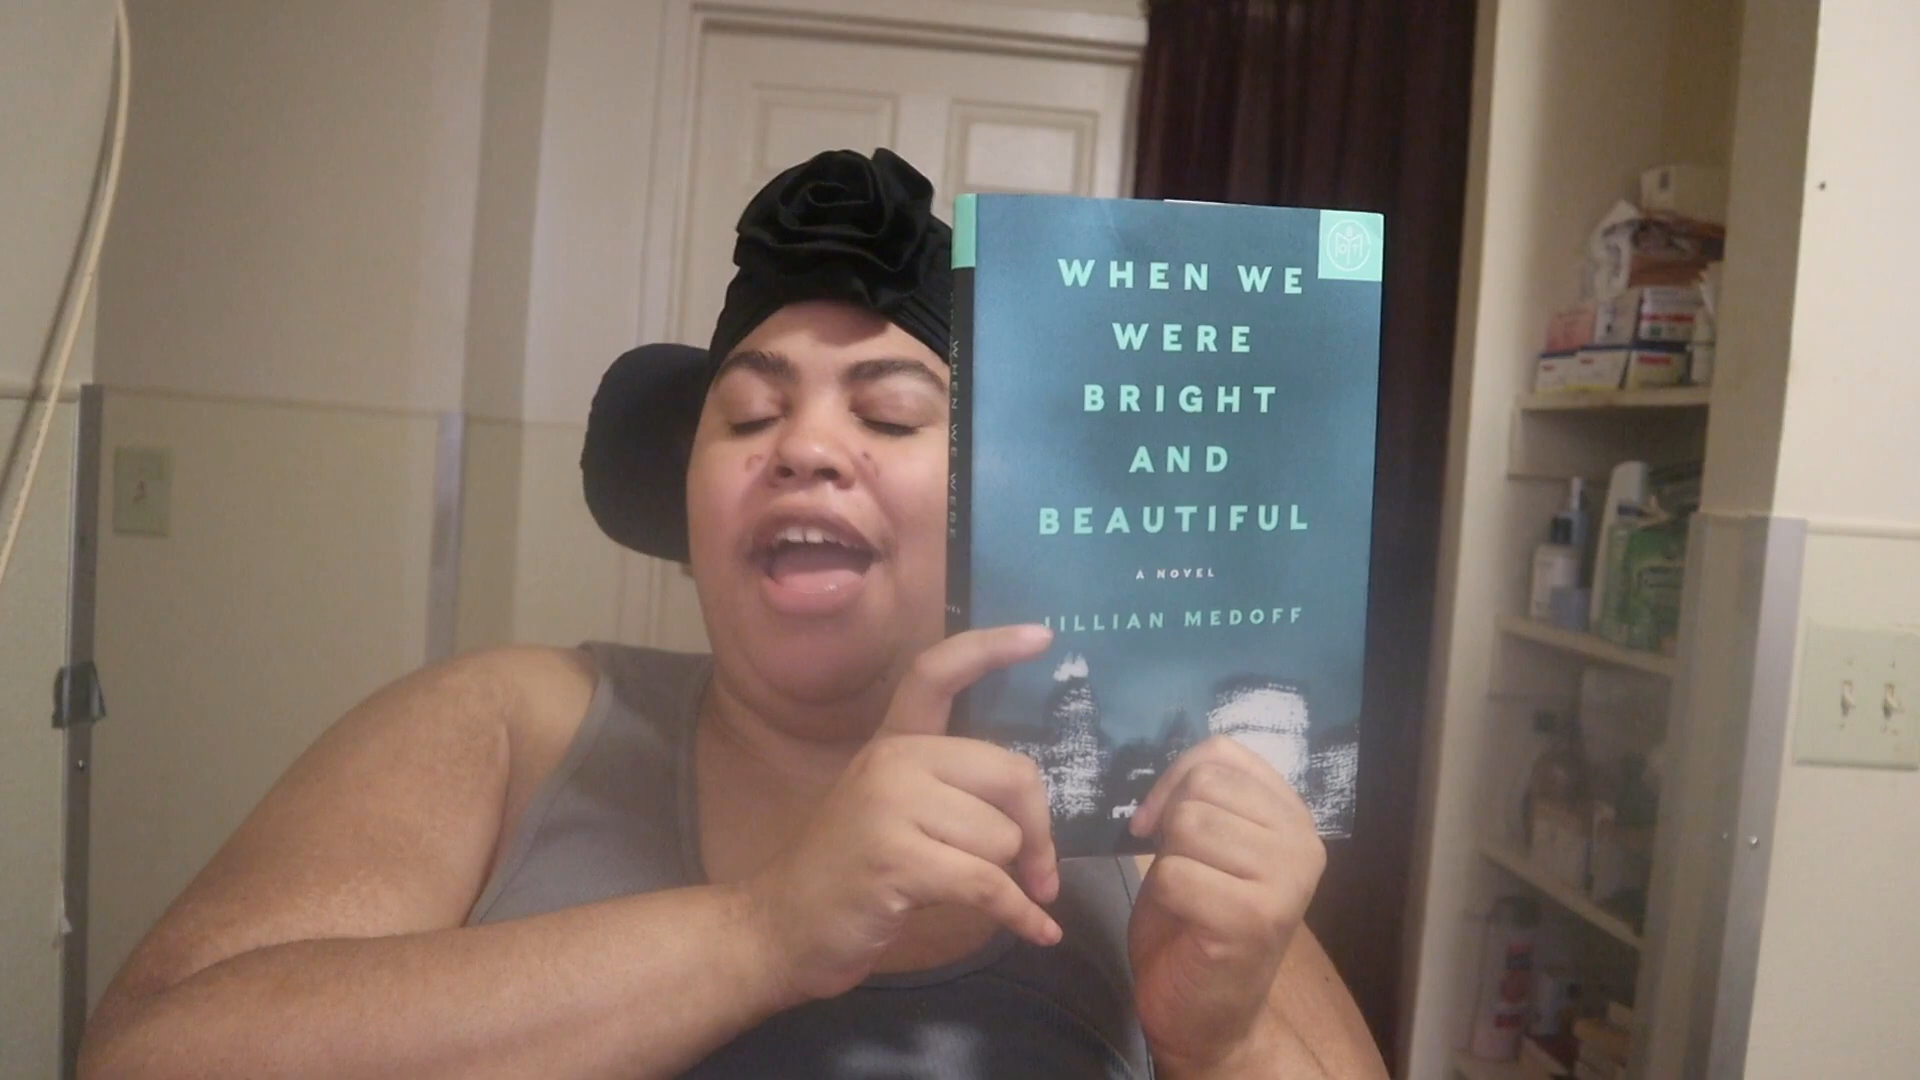 WHEN WE
WERE
BRIGHT
AND
BEAUTIFUL
A NOVEL
JILLIAN MEDOFF
WHEN WE WERE